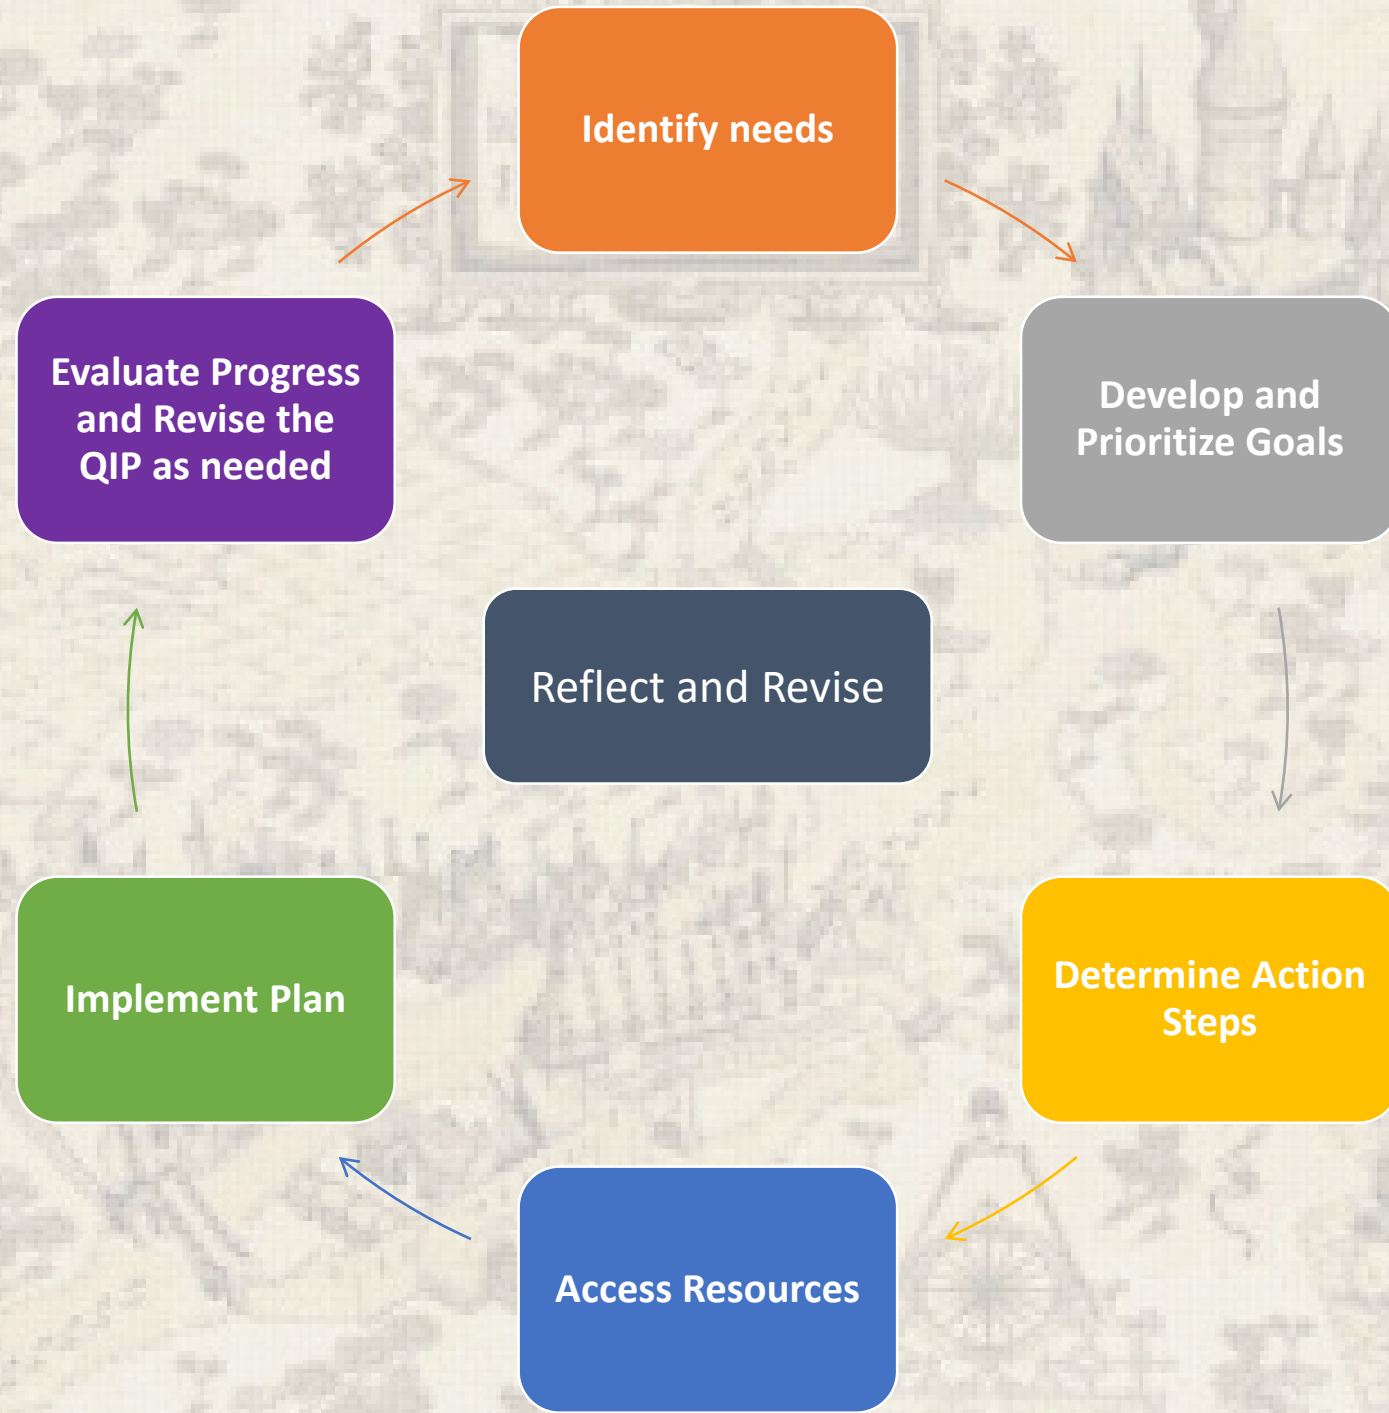 Identify needs
Develop and
Prioritize Goals
Determine Action
Steps
Access Resources
Implement Plan
Evaluate Progress
and Revise the
QIP as needed
Reflect and Revise